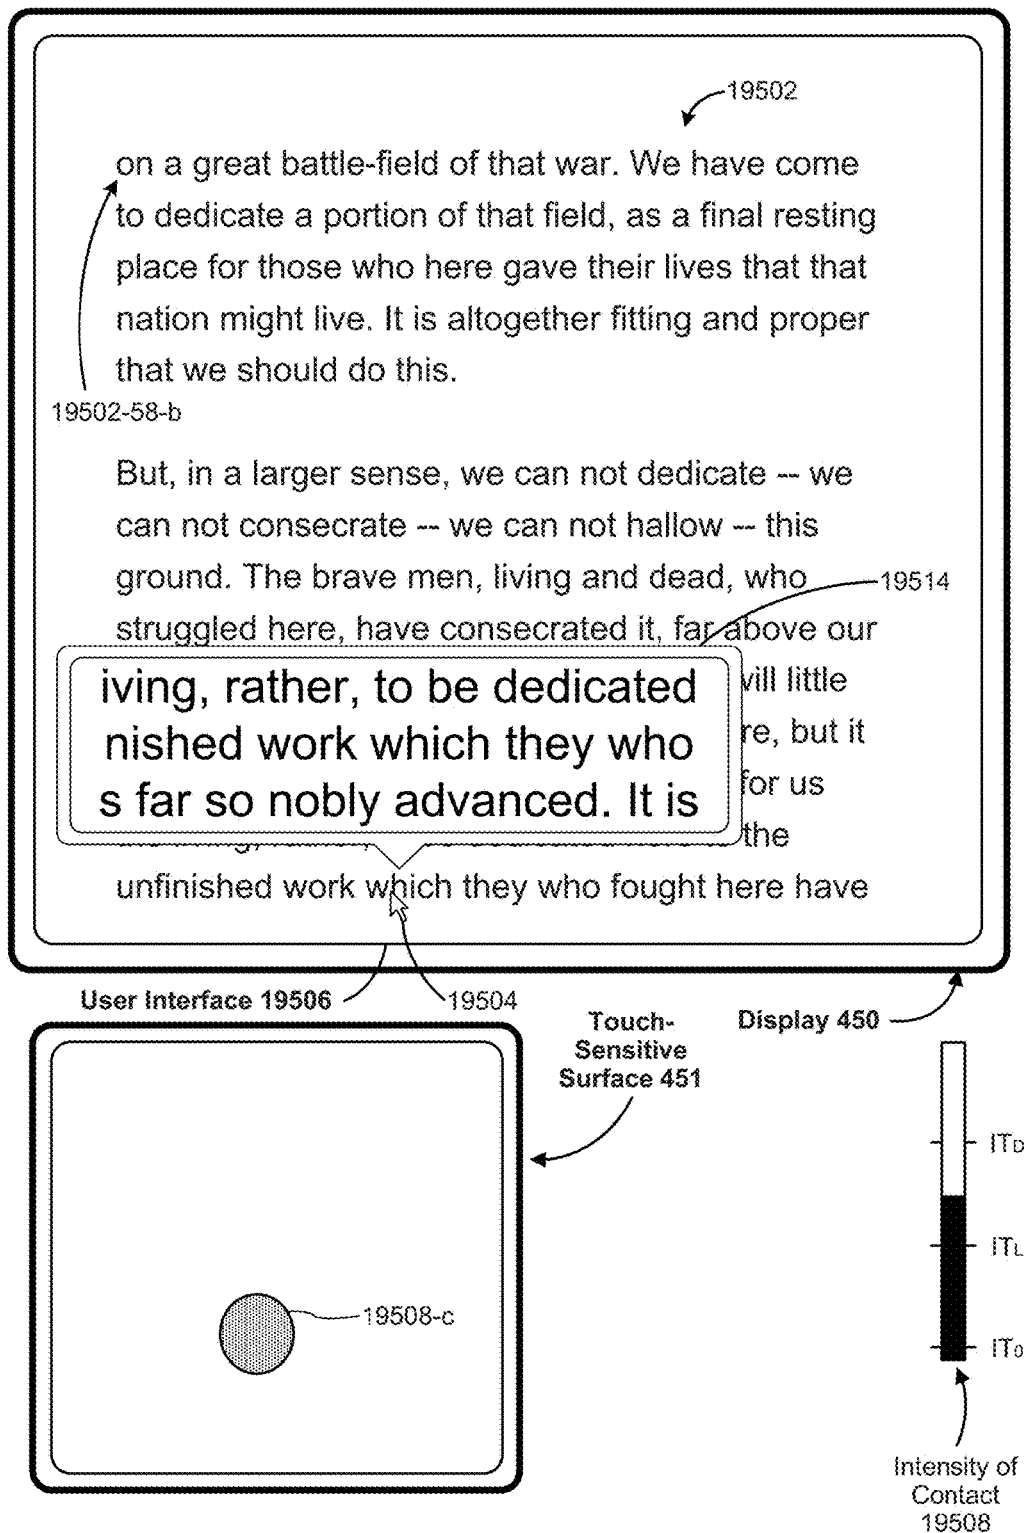 19502
on a great battle-field of that war. We have come
to dedicate a portion of that field, as a final resting
place for those who here gave their lives that that
nation might live. It is altogether fitting and proper
that we should do this.
19502-58-b
But, in a larger sense, we can not dedicate -- we
can not consecrate -- we can not hallow -- this
ground. The brave men, living and dead, who
19514
struggled here, have consecrated it, far above our
iving, rather, to be dedicated
will little
nished work which they who
re, but it
s far so nobly advanced. It is
for us
the
unfinished work which they who fought here have
User Interface 19506
19504
Display 450
Touch-
Sensitive
Surface 451
ITD
ITL
19508-c
IT0
Intensity of
Contact
19508